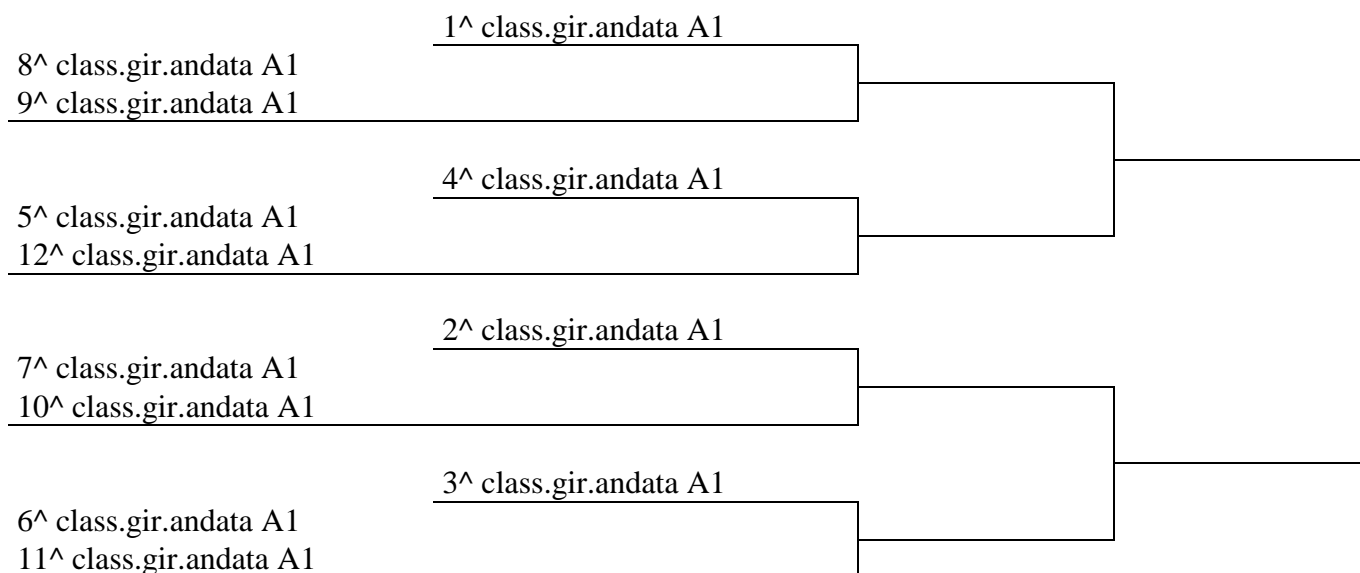 1^ class.gir.andata A1
8^ class.gir.andata A1
9^ class.gir.andata A1
4^ class.gir.andata A1
5^ class.gir.andata A1
12^ class.gir.andata A1
2^ class.gir.andata A1
7^ class.gir.andata A1
10^ class.gir.andata A1
3^ class.gir.andata A1
6^ class.gir.andata A1
11^ class.gir.andata A1